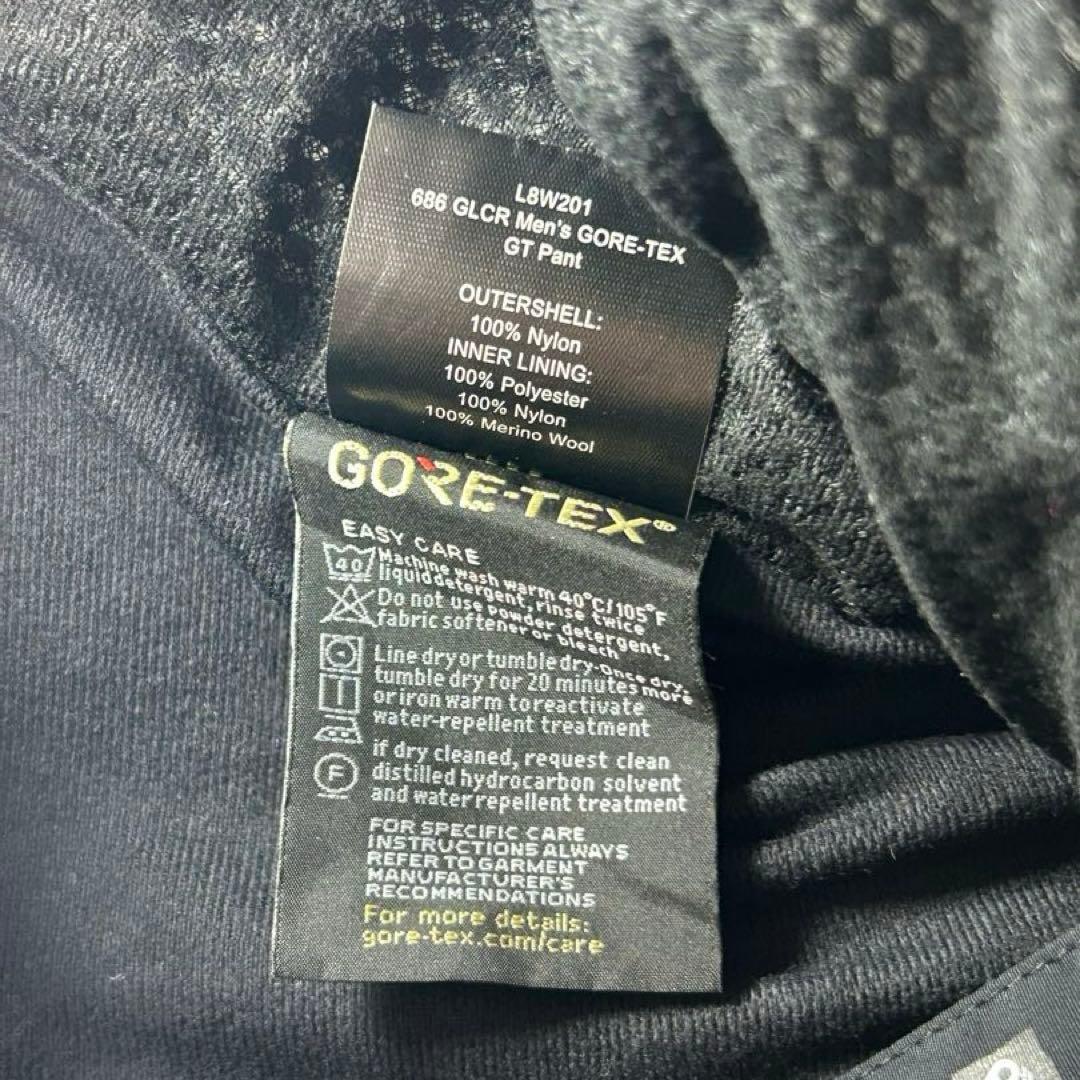 L8W201
686 GLCR Men's GORE-TEX
GT Pant
OUTERSHELL:
100% Nylon
INNER LINING:
100% Polyester
100% Nylon
100% Merino Wool
GORE-TEX®
EASY CARE
40
Machine wash warm 40°C/105°F
liquid detergent, rinse twice
Do not use powder detergent,
fabric softener or bleach
Line dry or tumble dry-Once dry,
tumble dry for 20 minutes more
or iron warm to reactivate
water-repellent treatment
F
if dry cleaned, request clean
distilled hydrocarbon solvent
and water repellent treatment
FOR SPECIFIC CARE
INSTRUCTIONS ALWAYS
REFER TO GARMENT
MANUFACTURER'S
RECOMMENDATIONS
For more details:
gore-tex.com/care